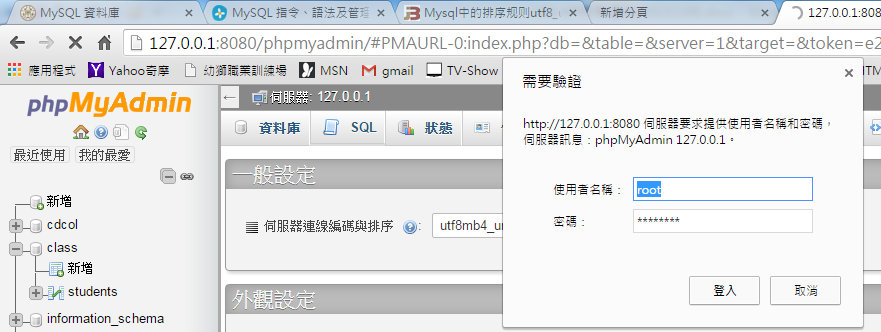 MySQL 資料庫
MySQL 指令、語法及管理
Mysql中的排序规则utf8_u
新增分頁
127.0.0.1:808
127.0.0.1:8080/phpmyadmin/#PMAURL-0:index.php?db=&table=&server=1&target=&token=e2
應用程式 Yahoo奇摩 幼獅職業訓練場 MSN gmail TV-Show
phpMyAdmin
最近使用 我的最愛
新增
cdcol
class
新增
students
information_schema
伺服器: 127.0.0.1
資料庫 SQL 狀態
一般設定
伺服器連線編碼與排序 : utf8mb4_un
外觀設定
需要驗證
http://127.0.0.1:8080 伺服器要求提供使用者名稱和密碼，
伺服器訊息：phpMyAdmin 127.0.0.1。
使用者名稱： root
密碼： ********
登入 取消